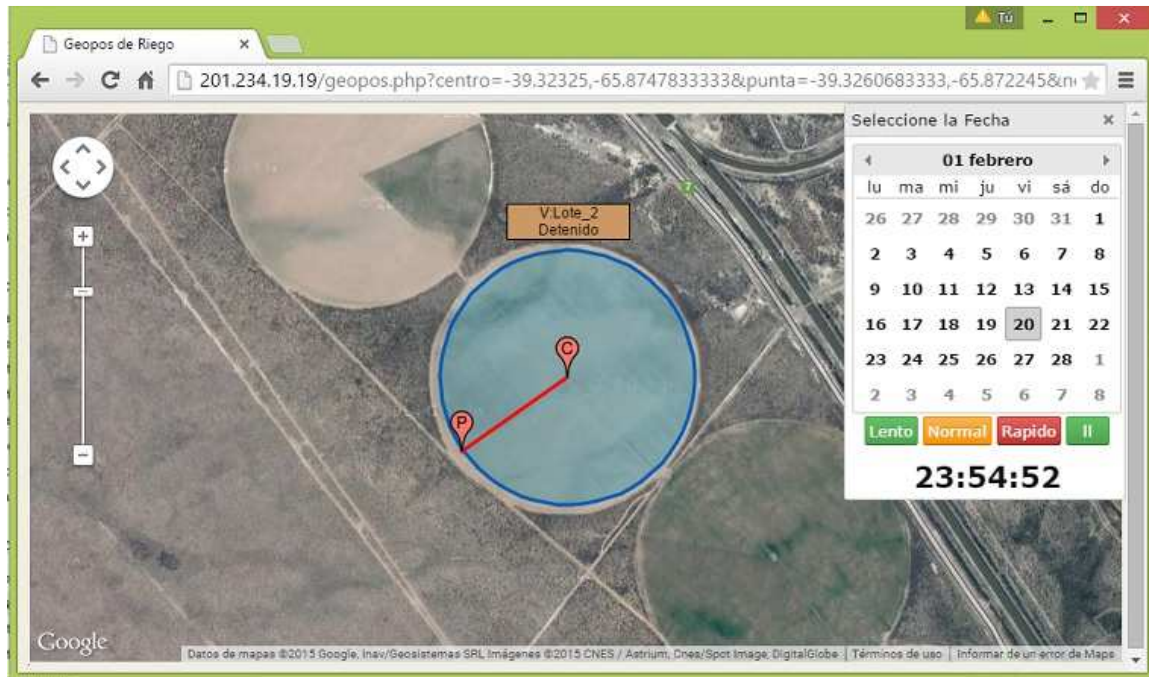 Tú
Geopos de Riego
201.234.19.19/geopos.php?centro=-39.32325,-65.8747833333&punta=-39.3260683333,-65.872245&n
Seleccione la Fecha
01 febrero
lu ma mi ju vi sá do
26 27 28 29 30 31 1
2 3 4 5 6 7 8
9 10 11 12 13 14 15
16 17 18 19 20 21 22
23 24 25 26 27 28 1
2 3 4 5 6 7 8
Lento Normal Rapido II
23:54:52
V:Lote_2
Detenido
C
P
Google
Datos de mapas ©2015 Google, Inav/Geosistemas SRL Imágenes ©2015 CNES / Astrium, Cnes/Spot Image, DigitalGlobe Términos de uso Informar de un error de Maps